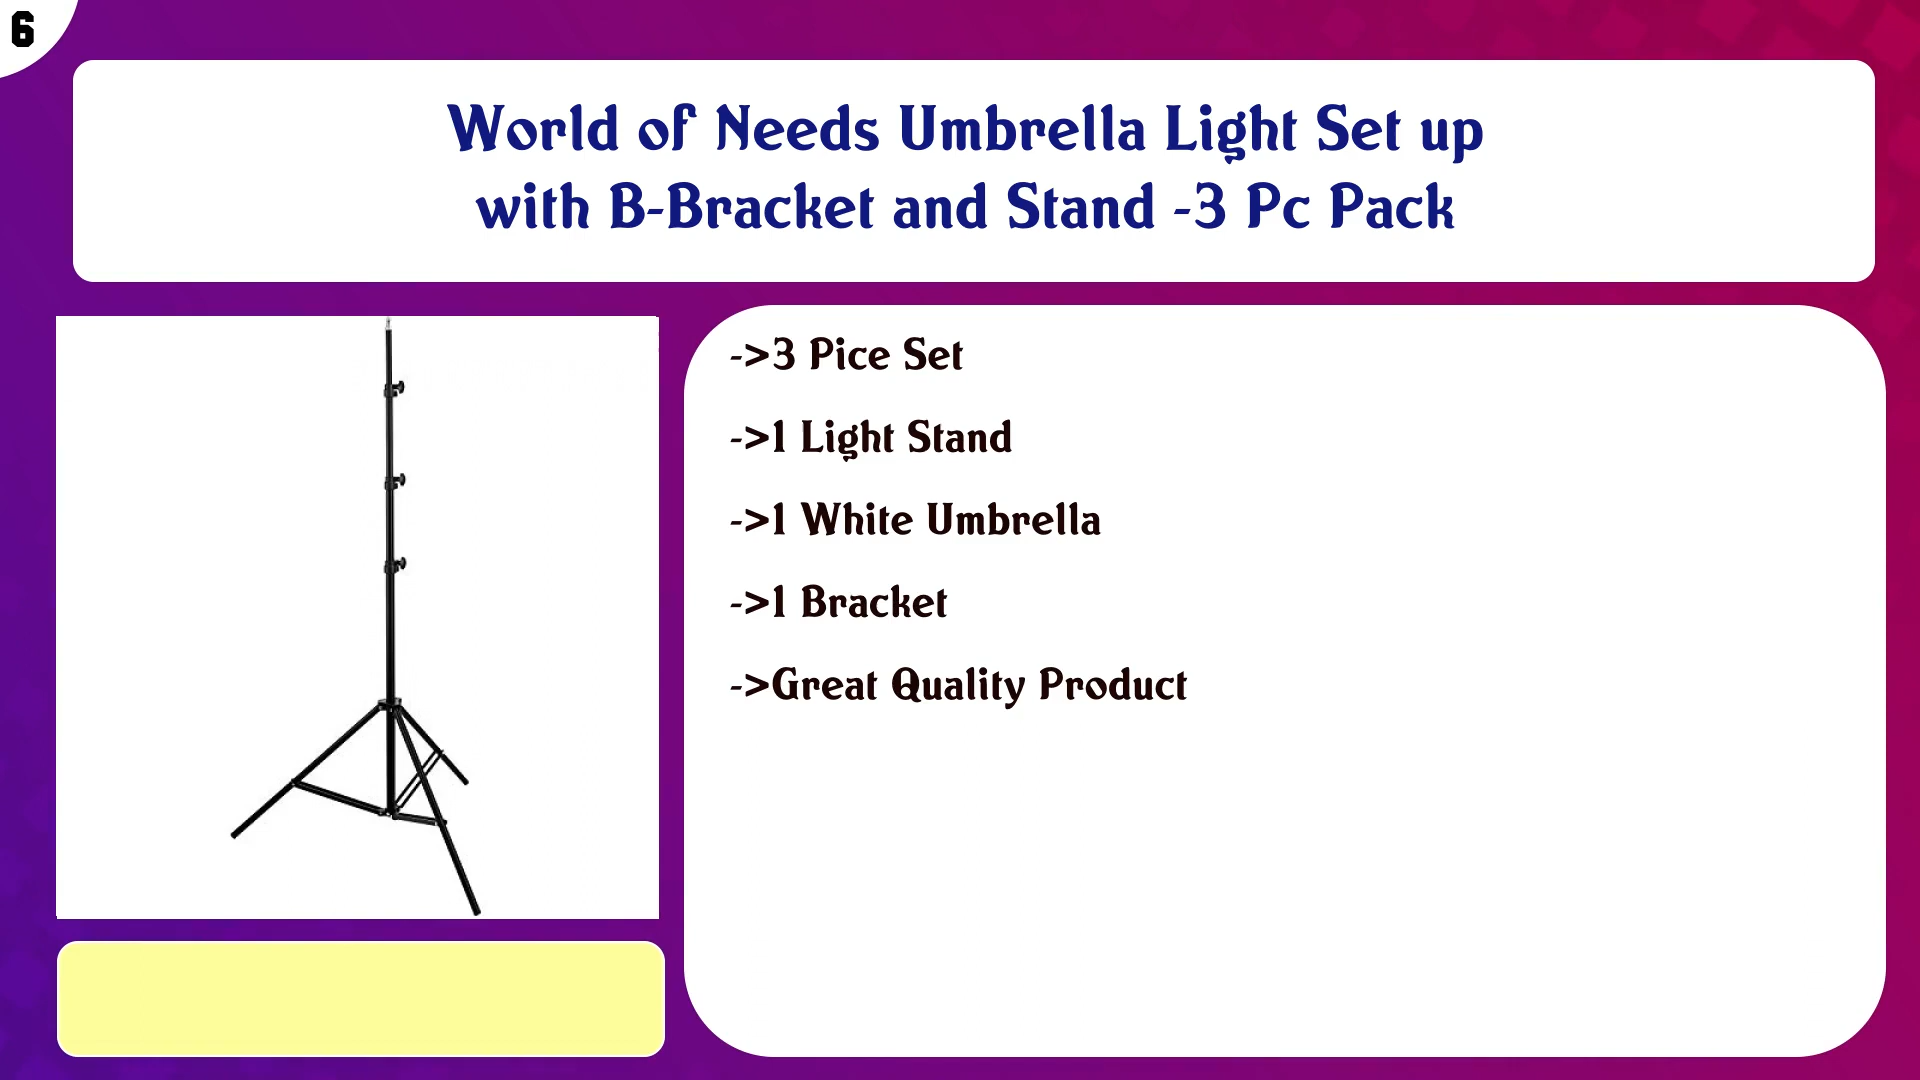 6
World of Needs Umbrella Light Set up
with B-Bracket and Stand -3 Pc Pack
->3 Pice Set
->1 Light Stand
->1 White Umbrella
->1 Bracket
->Great Quality Product